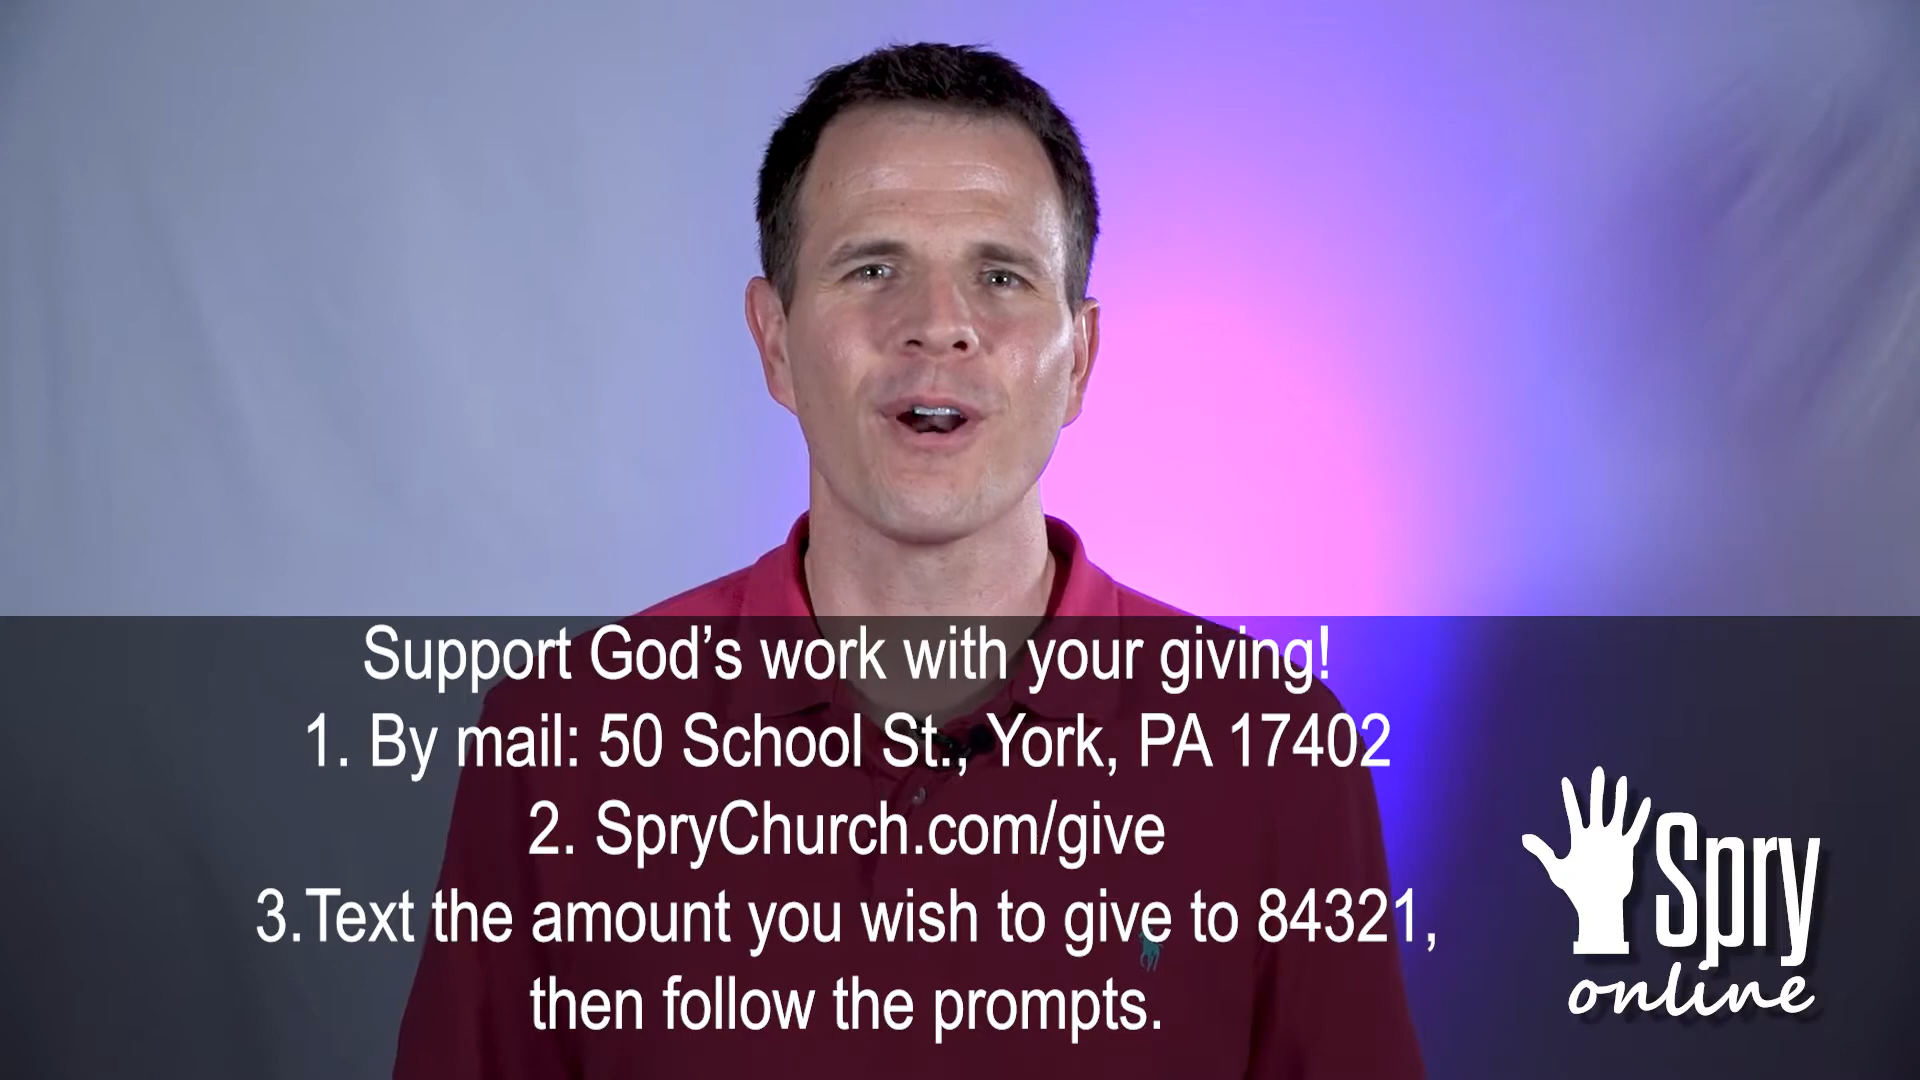 Support God’s work with your giving!
1. By mail: 50 School St., York, PA 17402
2. SpryChurch.com/give
3.Text the amount you wish to give to 84321,
then follow the prompts.
Spry
online